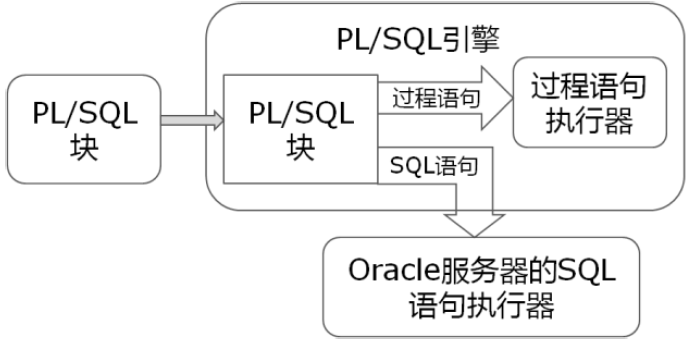 PL/SQL引擎
PL/SQL
块
PL/SQL
块
过程语句
过程语句
执行器
SQL语句
Oracle服务器的SQL
语句执行器